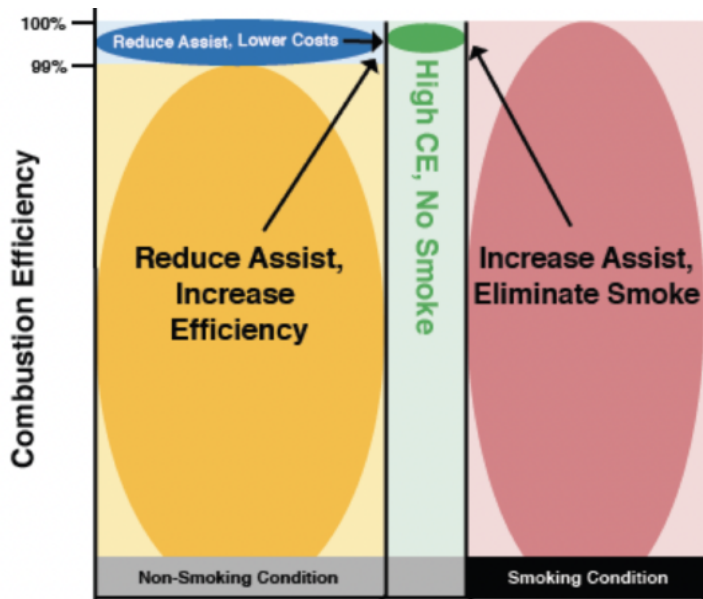 100%
99%
Combustion Efficiency
Reduce Assist, Lower Costs
High CE, No Smoke
Reduce Assist,
Increase
Efficiency
Increase Assist,
Eliminate Smoke
Non-Smoking Condition
Smoking Condition